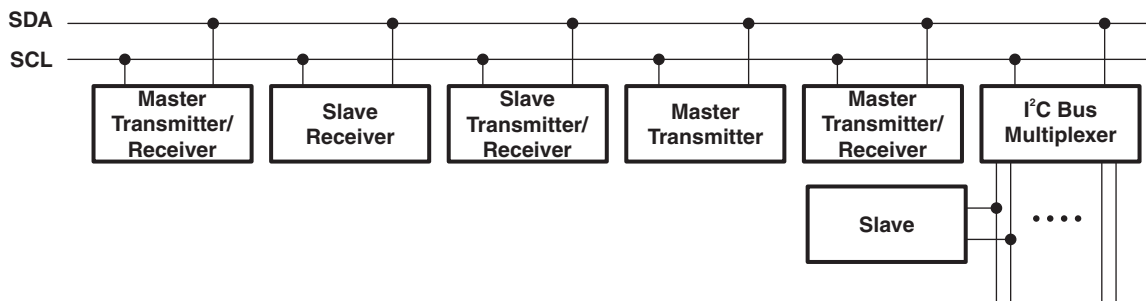 SDA
SCL
Master
Transmitter/
Receiver
Slave
Receiver
Slave
Transmitter/
Receiver
Master
Transmitter
Master
Transmitter/
Receiver
I²C Bus
Multiplexer
Slave